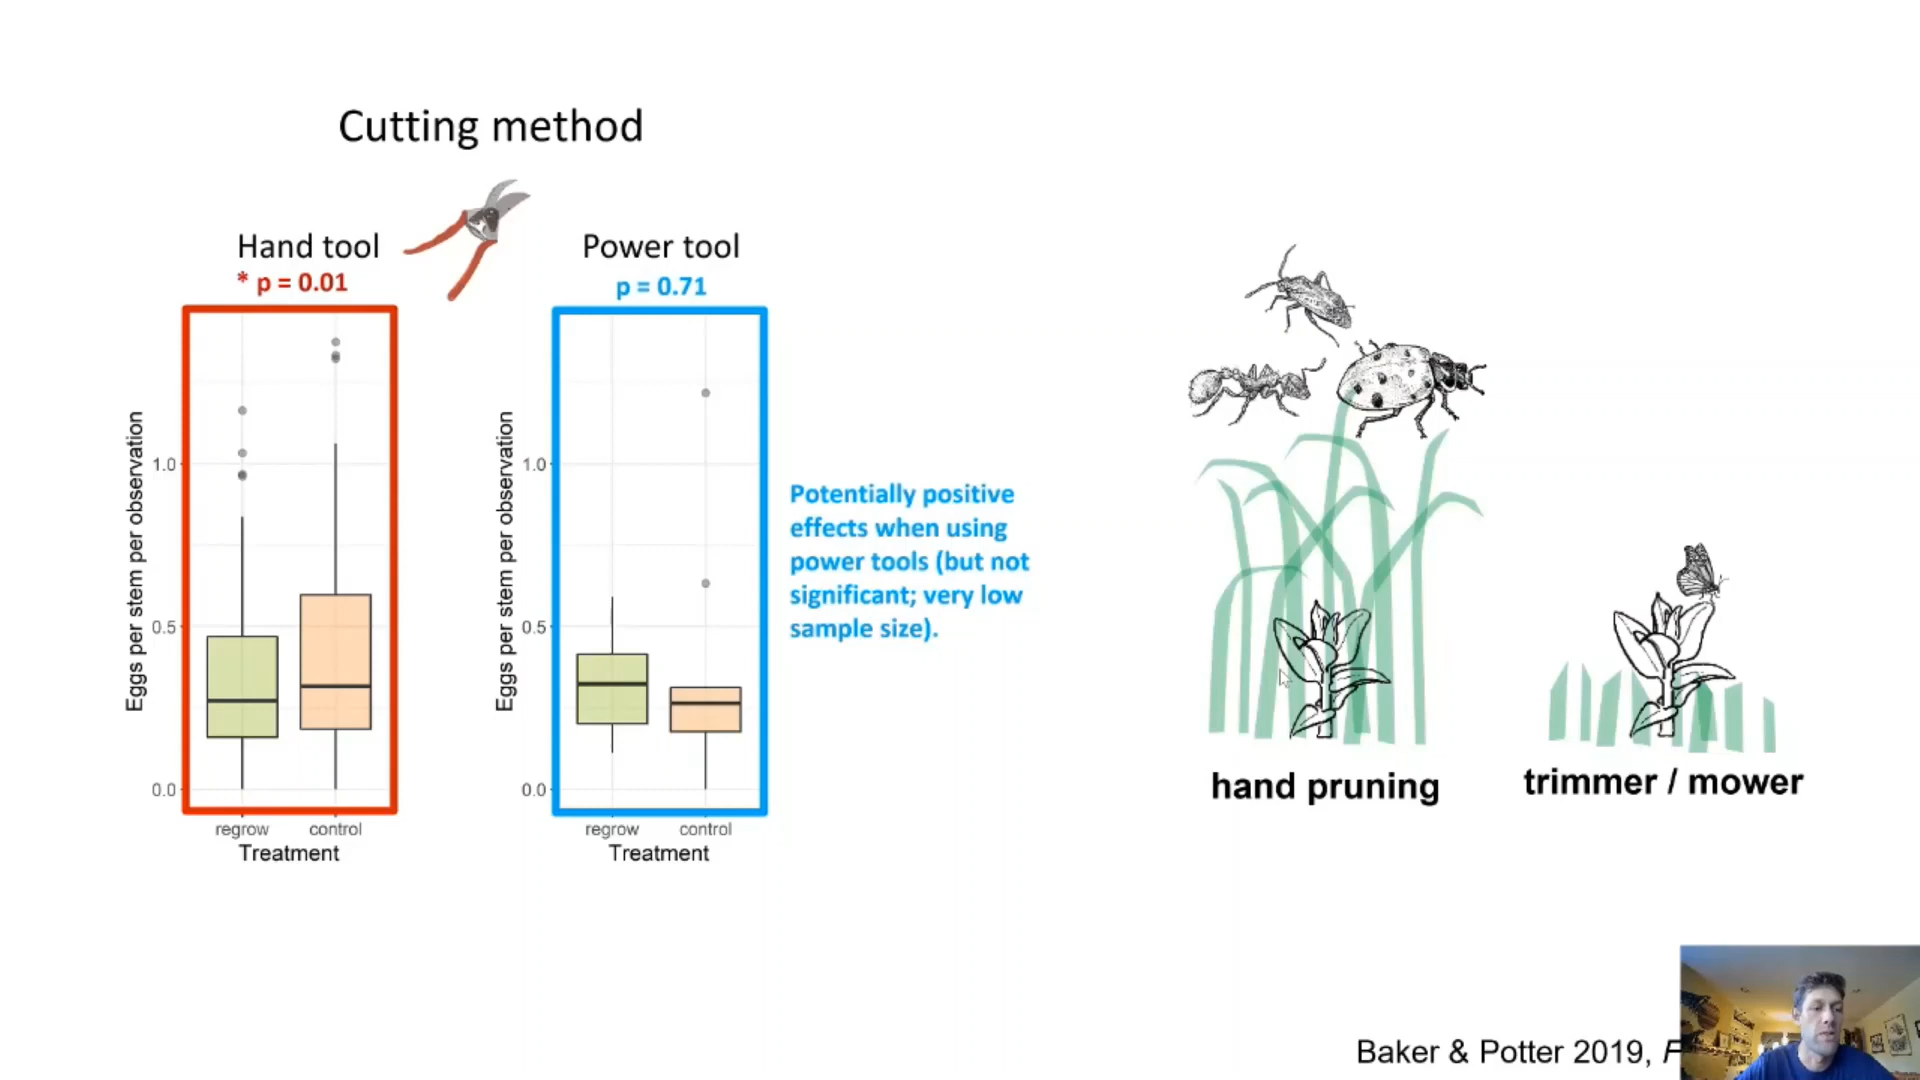 Cutting method
Hand tool
* p = 0.01
Power tool
p = 0.71
Eggs per stem per observation
1.0
0.5
0.0
regrow control
Treatment
Eggs per stem per observation
1.0
0.5
0.0
regrow control
Treatment
Potentially positive
effects when using
power tools (but not
significant; very low
sample size).
hand pruning
trimmer / mower
Baker & Potter 2019,